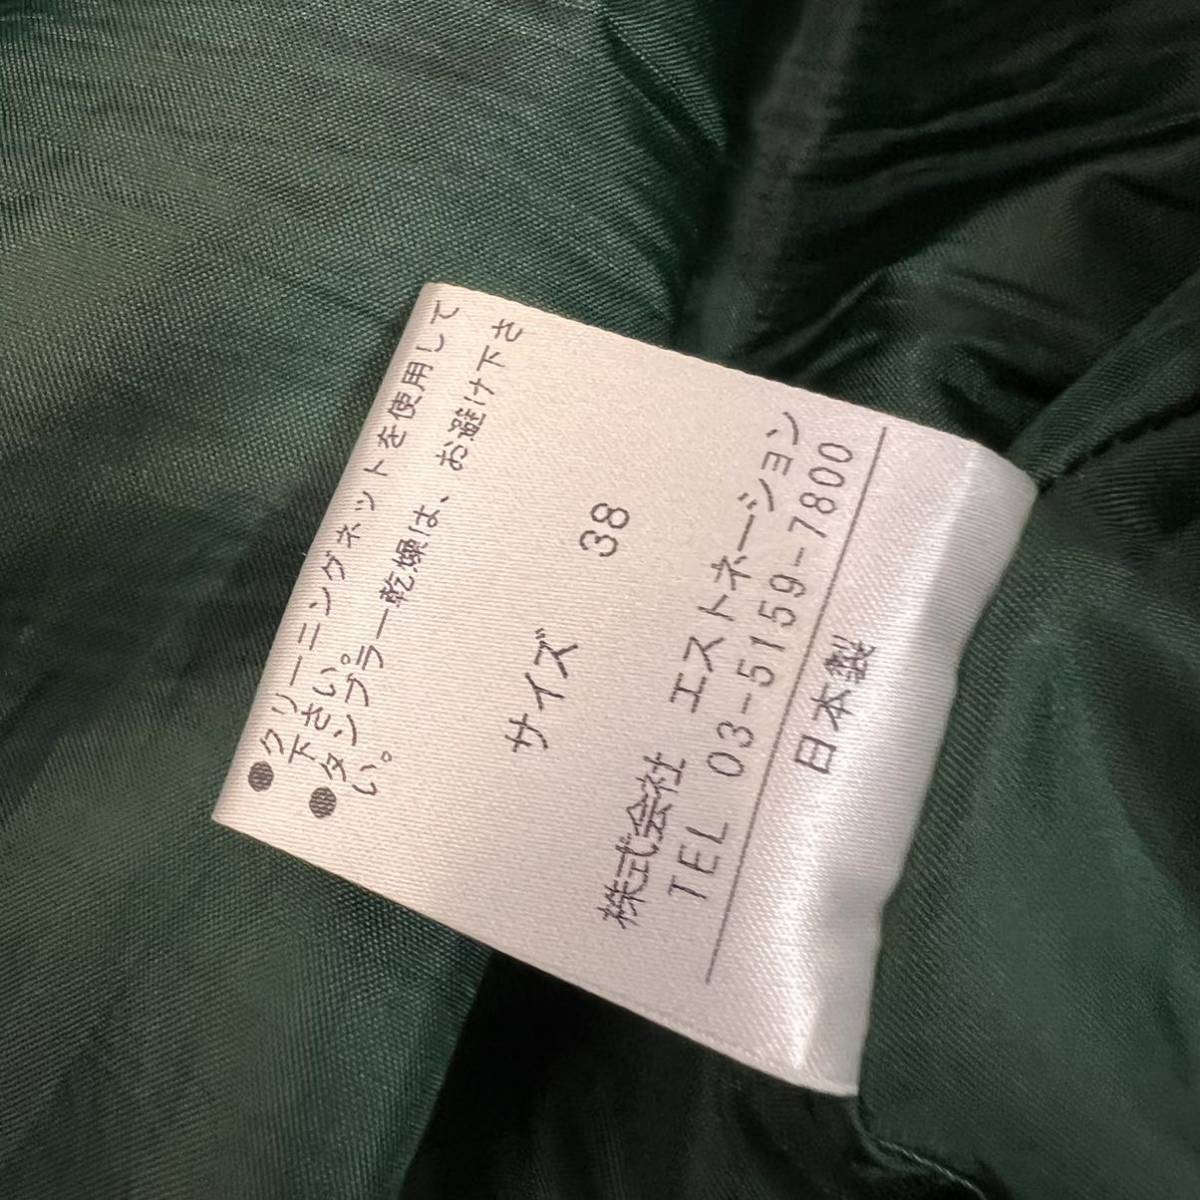 ●クリーニングネットを使用して
下さい。
●タンブラー乾燥は、お避け下さ
い。
サイズ 38
株式会社 エストネーション
TEL 03-5159-7800
日本製